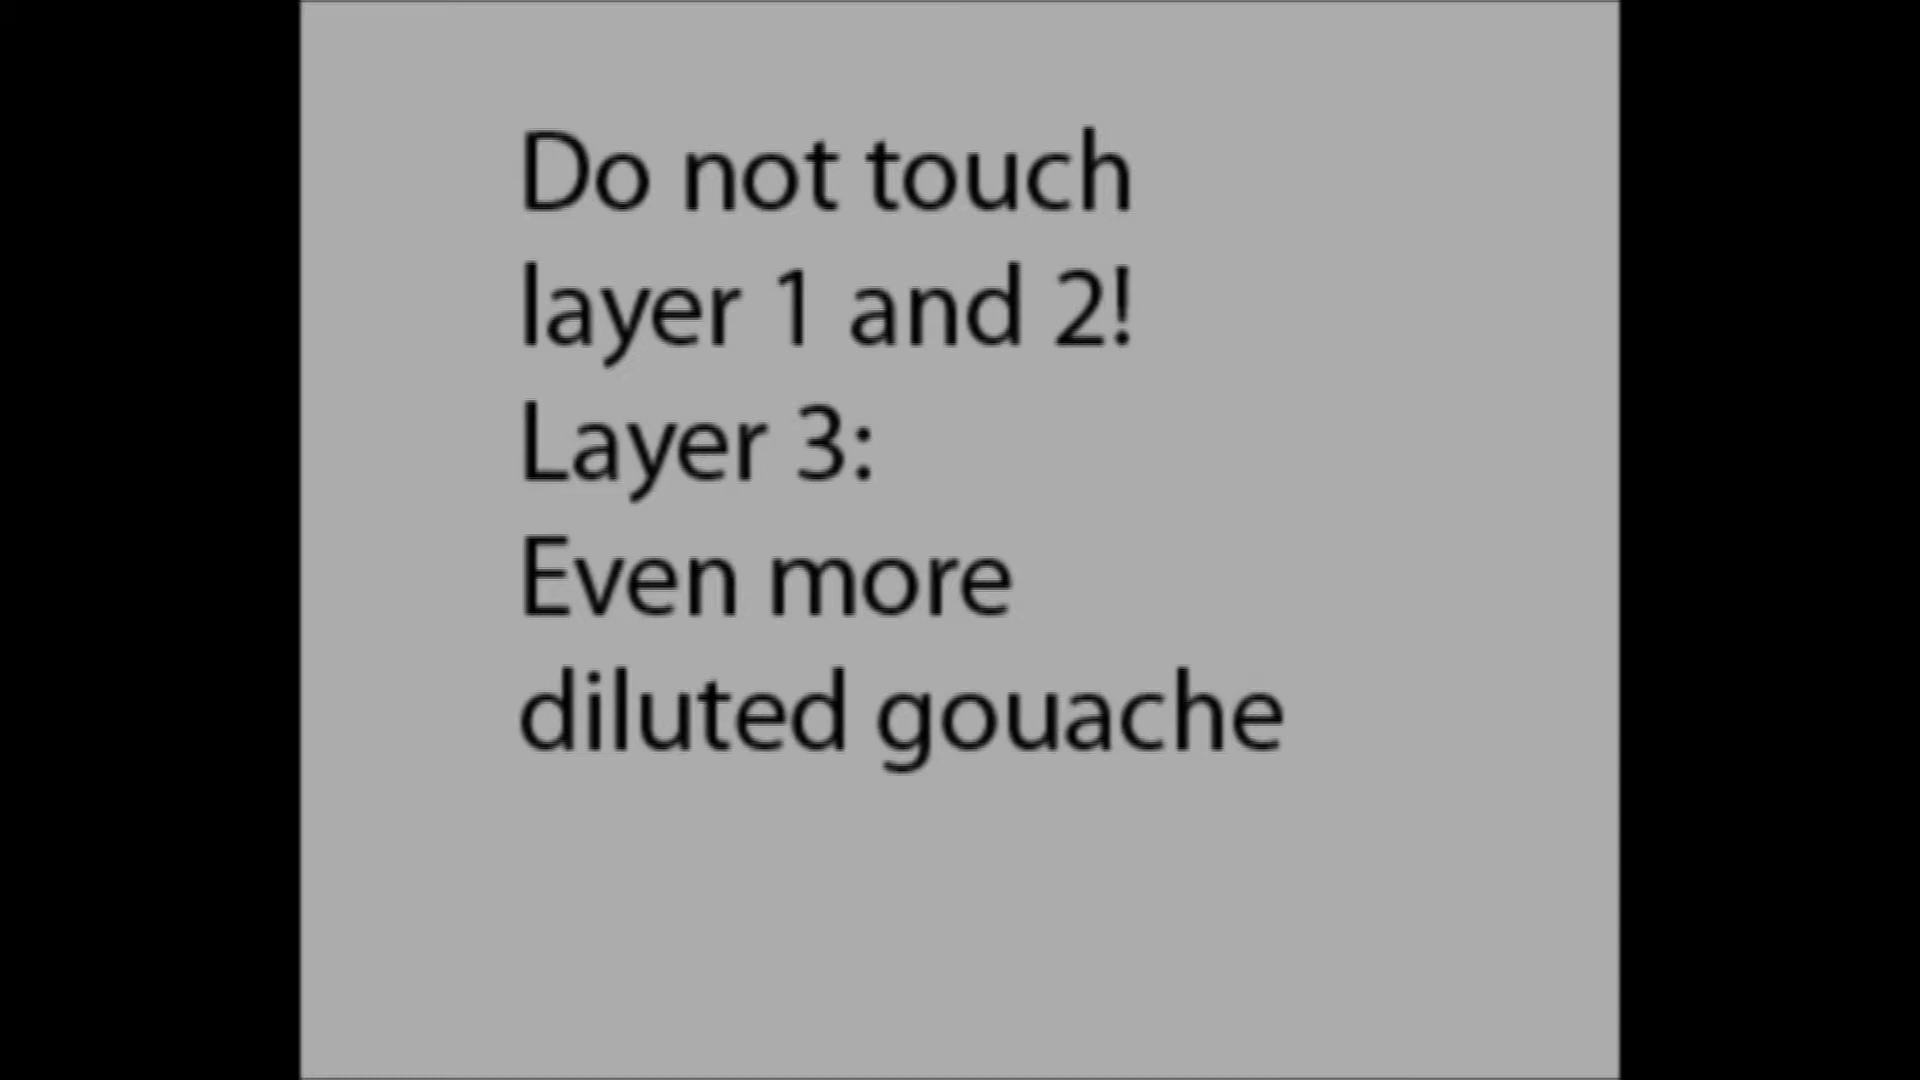 Do not touch
layer 1 and 2!
Layer 3:
Even more
diluted gouache